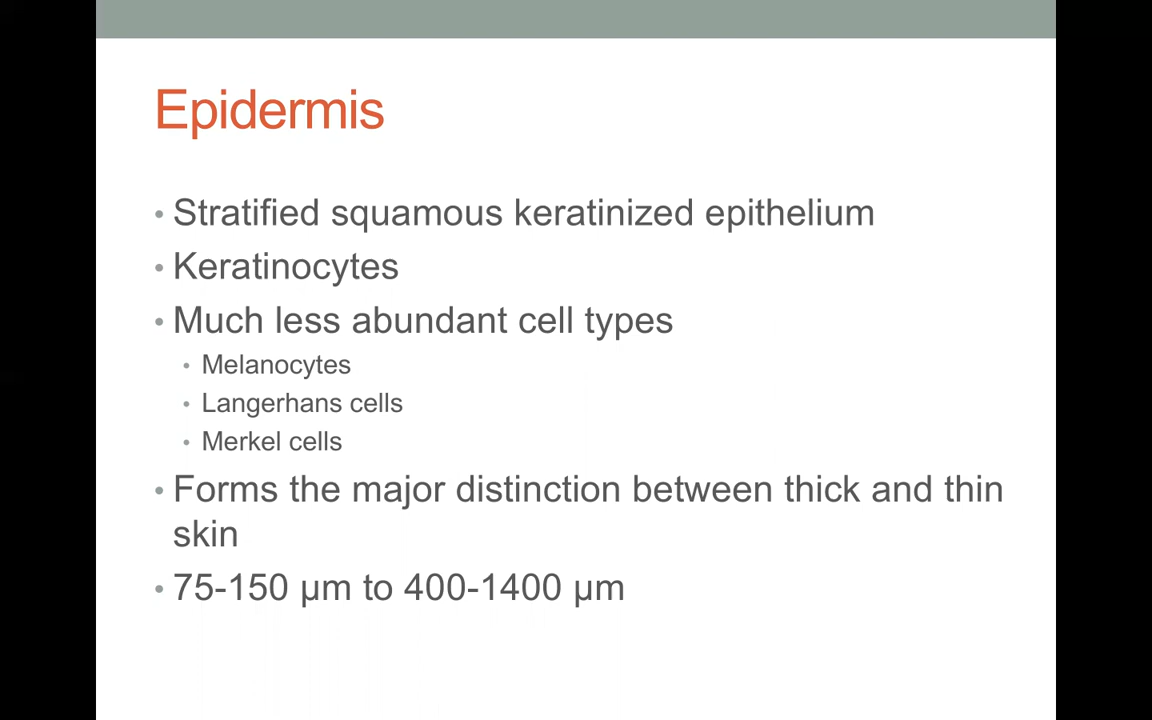 Epidermis
• Stratified squamous keratinized epithelium
• Keratinocytes
• Much less abundant cell types
• Melanocytes
• Langerhans cells
• Merkel cells
• Forms the major distinction between thick and thin
skin
• 75-150 μm to 400-1400 μm